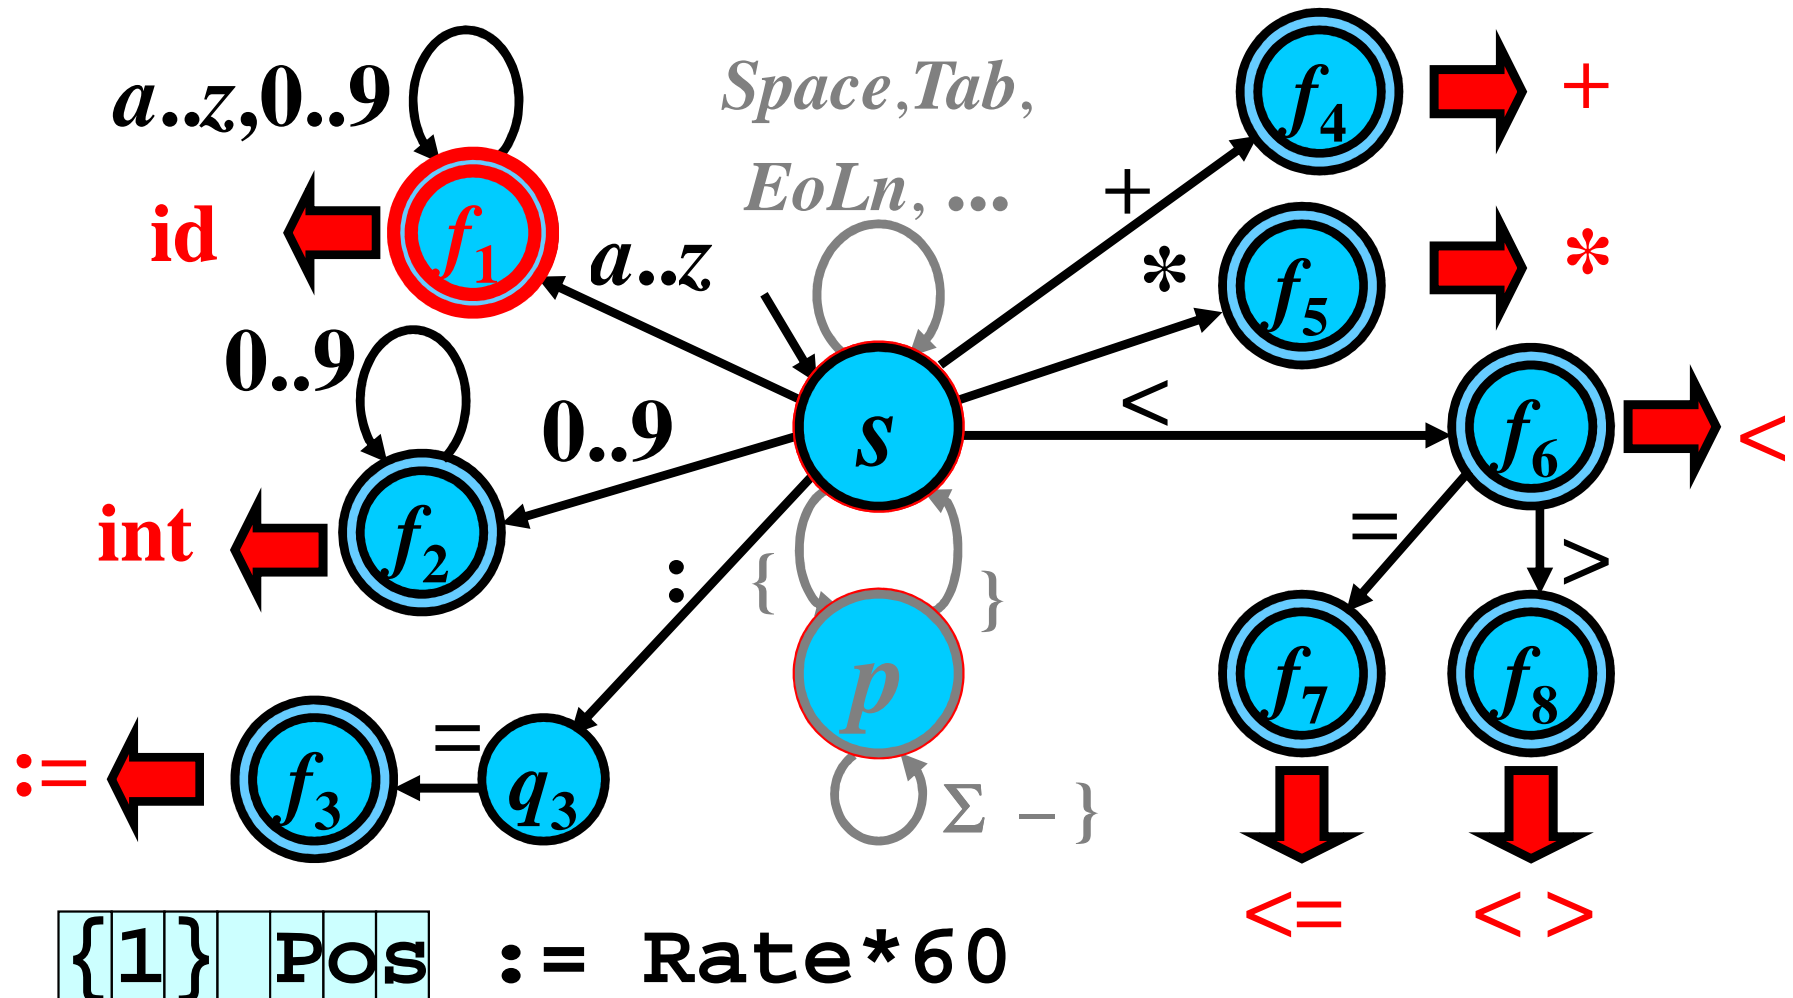 a..z,0..9
Space,Tab,
EoLn, ...
f4
+
+
id
f1
a..z
*
f5
*
0..9
0..9
s
<
f6
<
int
f2
:
{
}
=
>
p
f7
f8
:=
f3
=
q3
Σ - }
<=
< >
{1} Pos := Rate*60